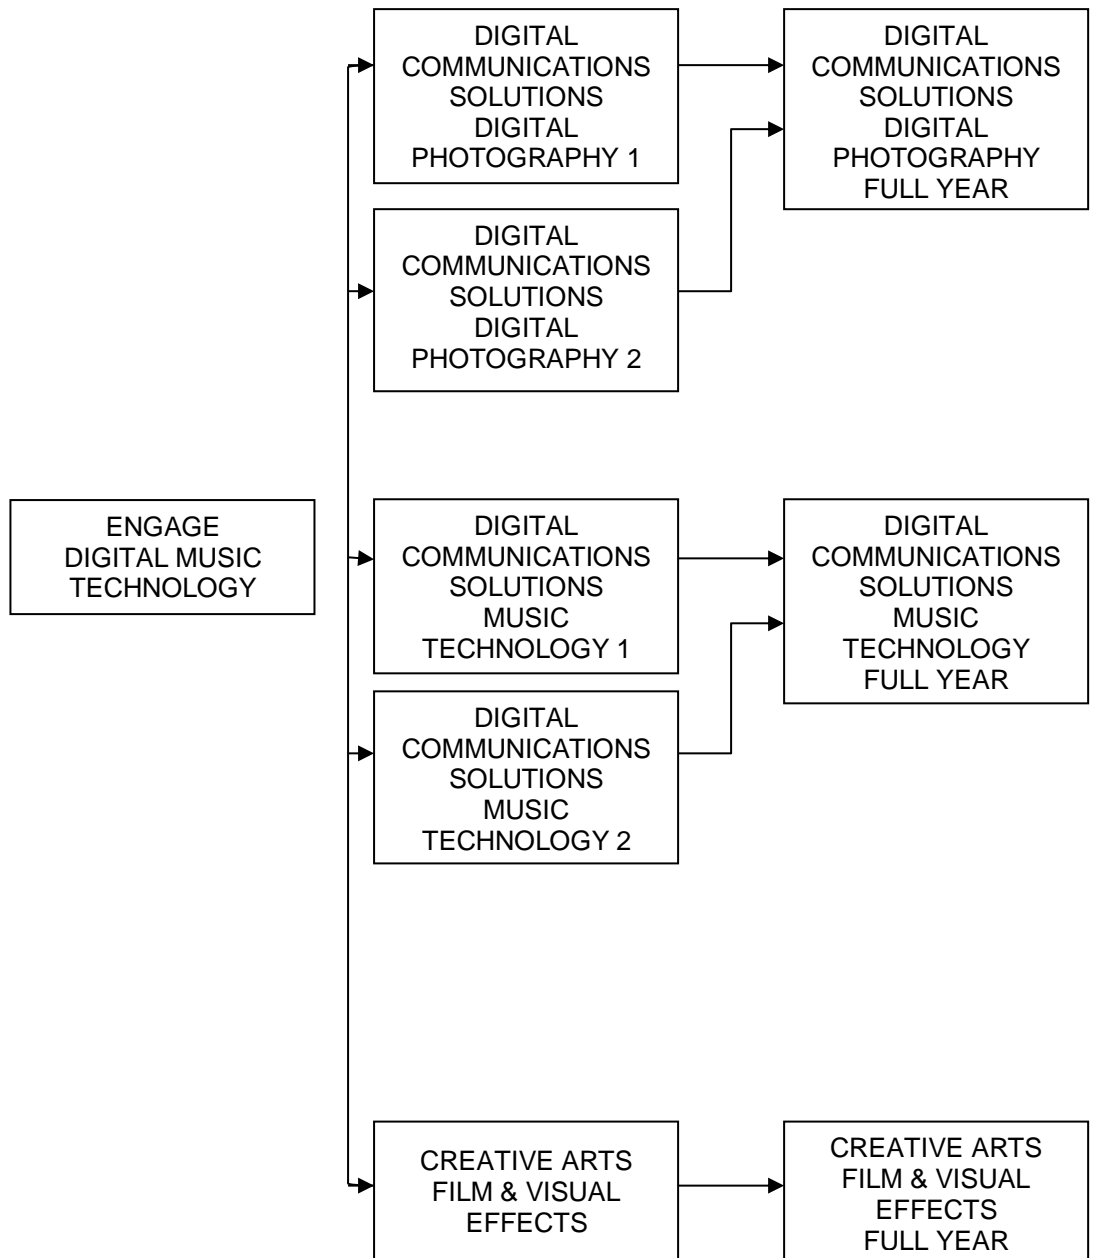 DIGITAL
COMMUNICATIONS
SOLUTIONS
DIGITAL
PHOTOGRAPHY 1
DIGITAL
COMMUNICATIONS
SOLUTIONS
DIGITAL
PHOTOGRAPHY
FULL YEAR
DIGITAL
COMMUNICATIONS
SOLUTIONS
DIGITAL
PHOTOGRAPHY 2
ENGAGE
DIGITAL MUSIC
TECHNOLOGY
DIGITAL
COMMUNICATIONS
SOLUTIONS
MUSIC
TECHNOLOGY 1
DIGITAL
COMMUNICATIONS
SOLUTIONS
MUSIC
TECHNOLOGY
FULL YEAR
DIGITAL
COMMUNICATIONS
SOLUTIONS
MUSIC
TECHNOLOGY 2
CREATIVE ARTS
FILM & VISUAL
EFFECTS
CREATIVE ARTS
FILM & VISUAL
EFFECTS
FULL YEAR